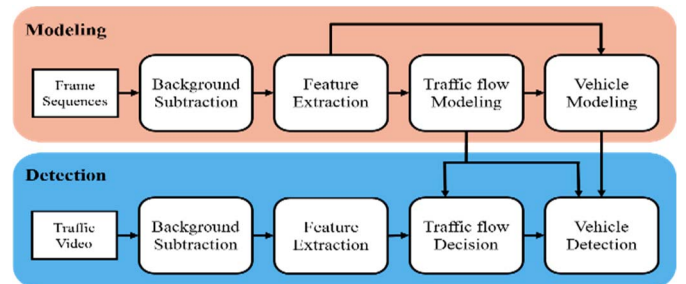 Modeling
Frame
Sequences
Background
Subtraction
Feature
Extraction
Traffic flow
Modeling
Vehicle
Modeling
Detection
Traffic
Video
Background
Subtraction
Feature
Extraction
Traffic flow
Decision
Vehicle
Detection